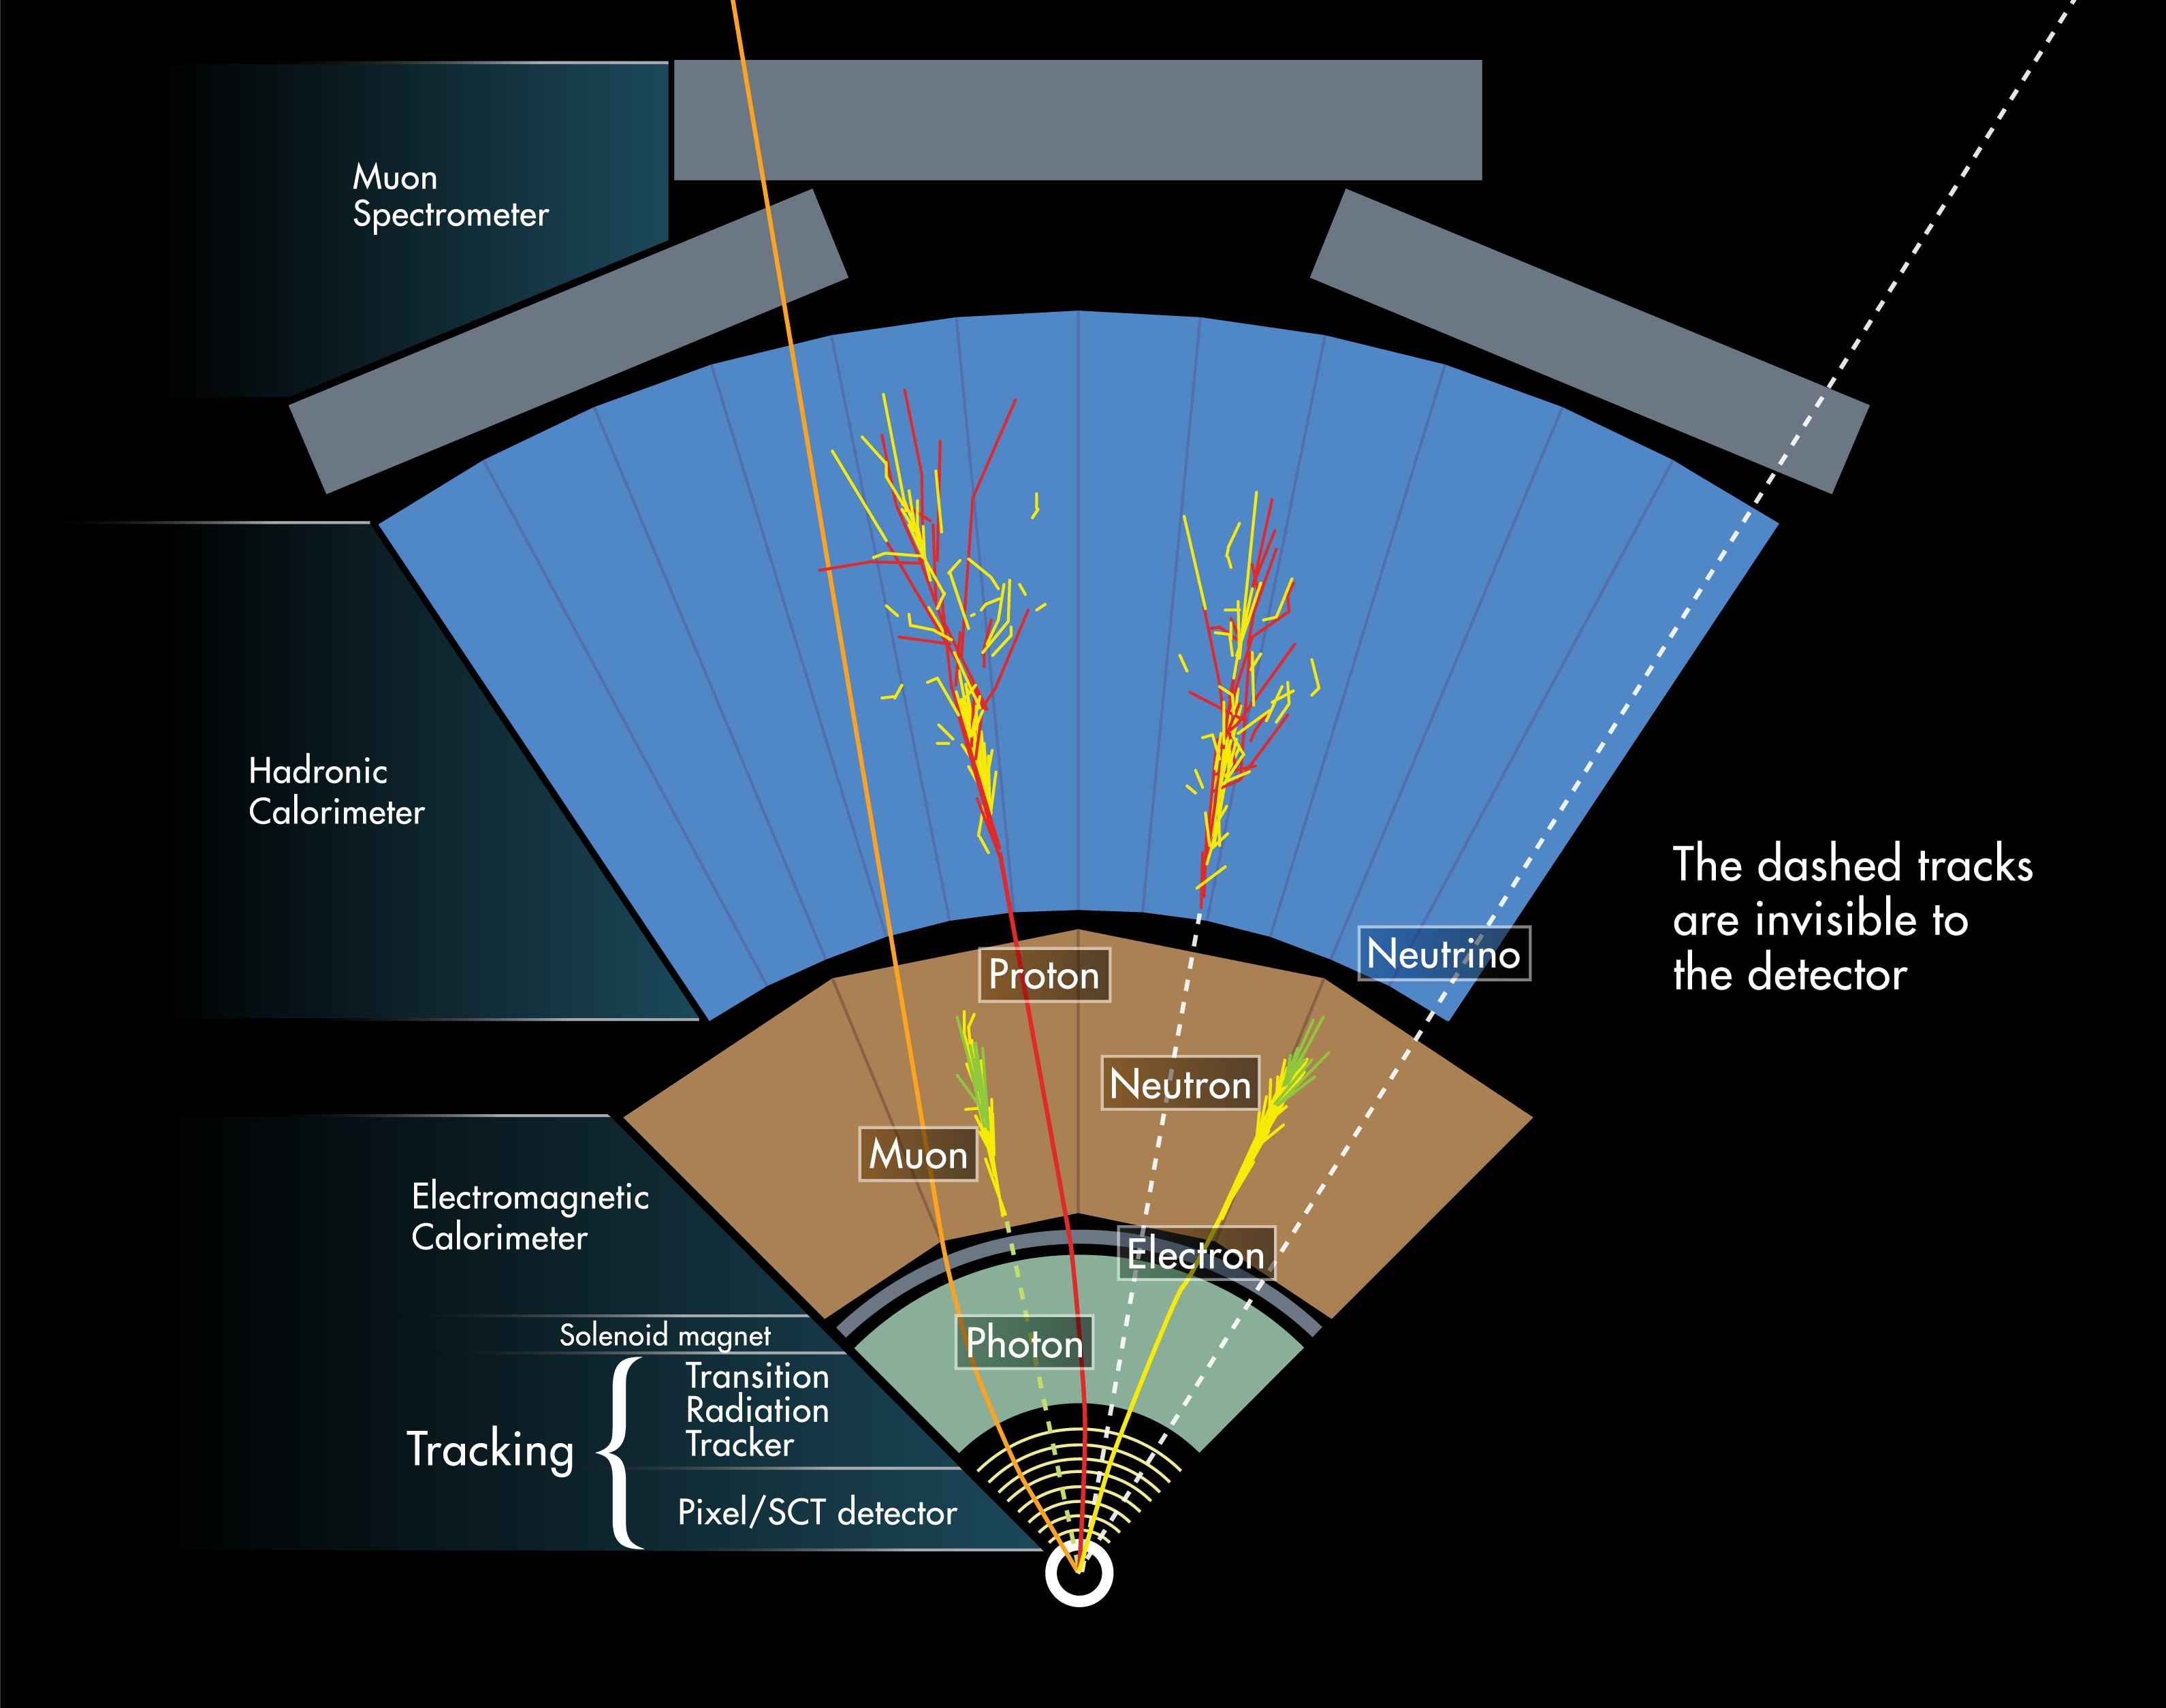 Muon
Spectrometer
Hadronic
Calorimeter
The dashed tracks
are invisible to
the detector
Neutrino
Proton
Neutron
Muon
Electromagnetic
Calorimeter
Electron
Solenoid magnet
Photon
Transition
Radiation
Tracker
Tracking
Pixel/SCT detector